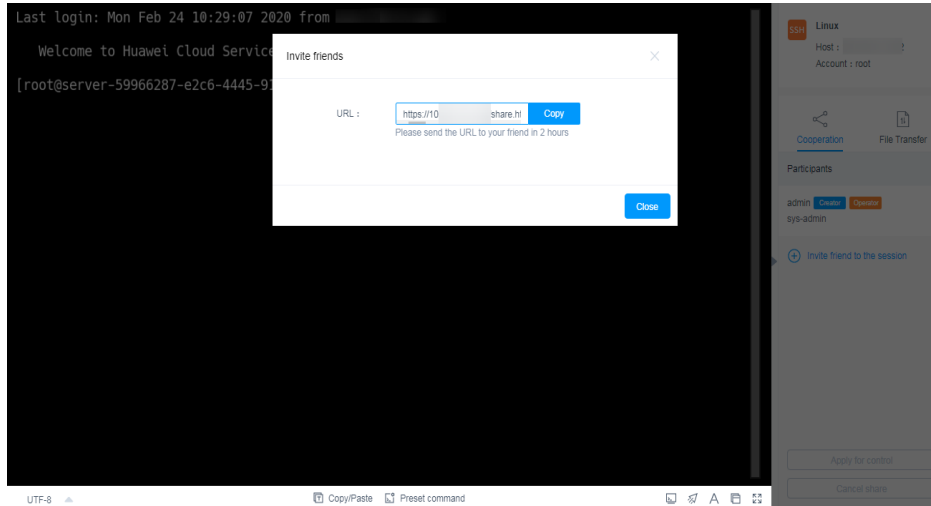 Last login: Mon Feb 24 10:29:07 2020 from
Welcome to Huawei Cloud Service
[root@server-59966287-e2c6-4445-91
Invite friends
URL :
https://10 share.ht
Copy
Please send the URL to your friend in 2 hours
Close
SSH
Linux
Host :
Account : root
Cooperation
File Transfer
Participants
admin Creator Operator
sys-admin
Invite friend to the session
Apply for control
Cancel share
UTF-8
Copy/Paste
Preset command